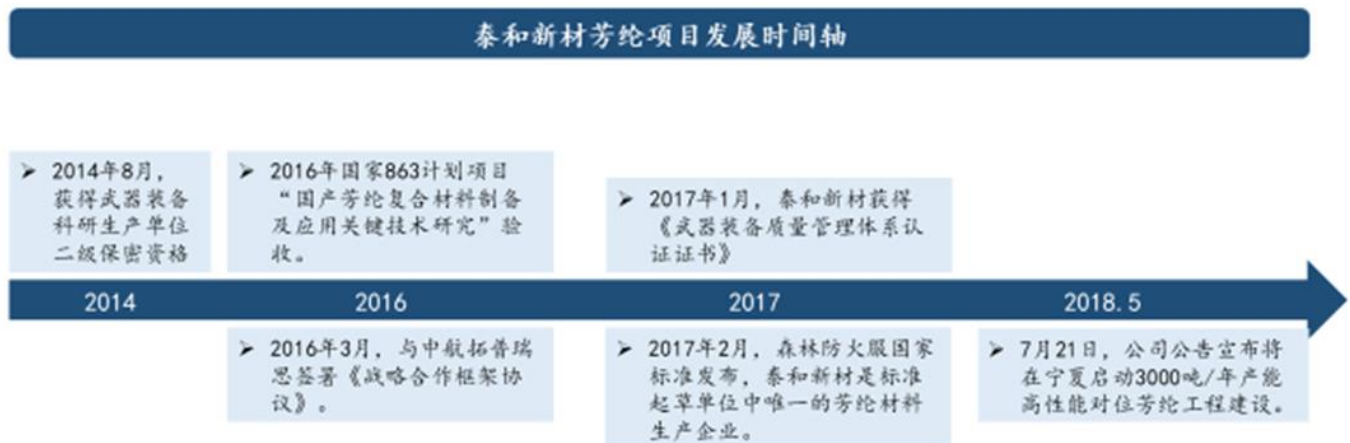 泰和新材芳纶项目发展时间轴
➢ 2014年8月，
获得武器装备
科研生产单位
二级保密资格
➢ 2016年国家863计划项目
“国产芳纶复合材料制备
及应用关键技术研究”验
收。
➢ 2017年1月，泰和新材获得
《武器装备质量管理体系认
证证书》
2014
2016
2017
2018.5
➢ 2016年3月，与中航拓普瑞
思签署《战略合作框架协
议》。
➢ 2017年2月，森林防火服国家
标准发布，泰和新材是标准
起草单位中唯一的芳纶材料
生产企业。
➢ 7月21日，公司公告宣布将
在宁夏启动3000吨/年产能
高性能对位芳纶工程建设。